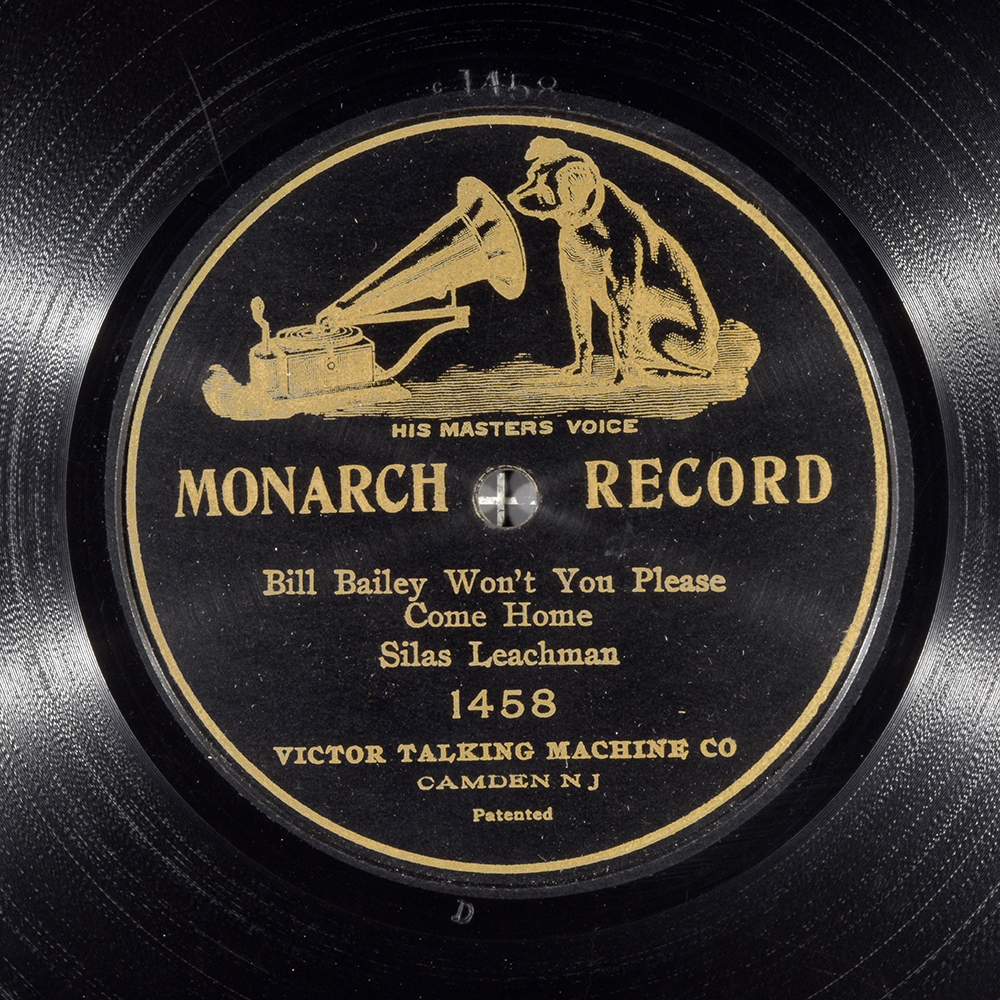 c 1458
HIS MASTERS VOICE
MONARCH RECORD
Bill Bailey Won't You Please
Come Home
Silas Leachman
1458
VICTOR TALKING MACHINE CO
CAMDEN N J
Patented
D